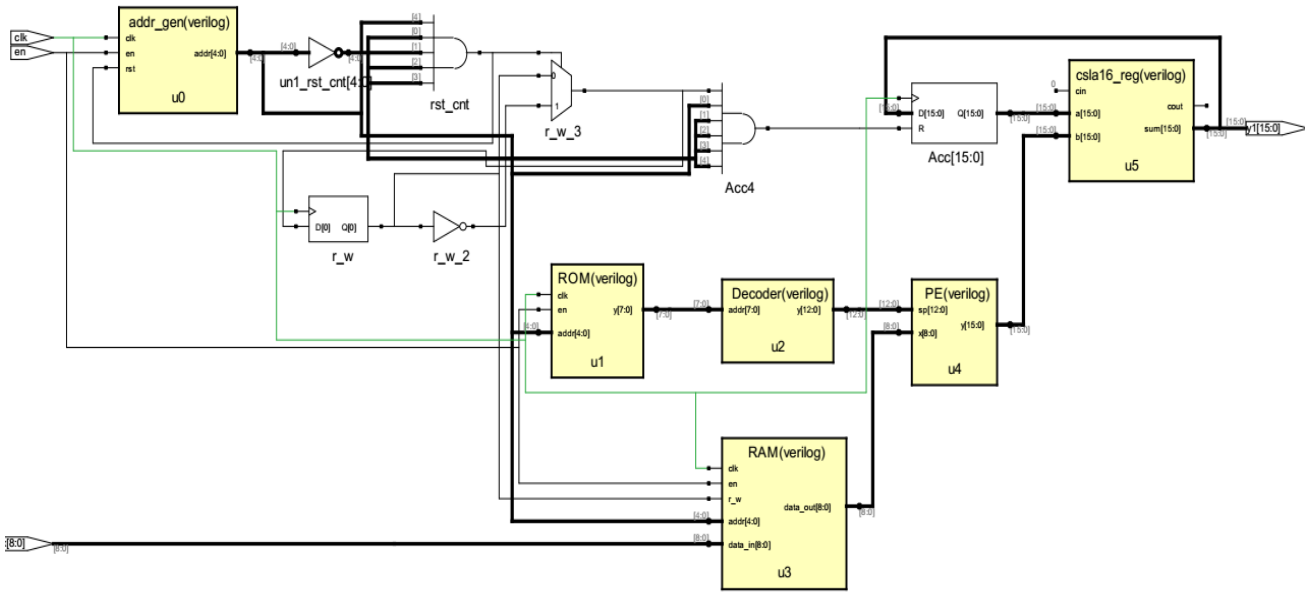 addr_gen(verilog)
clk
en
rst
addr[4:0]
u0
clk
en
[4:0]
[4:0]
un1_rst_cnt[4:0]
[4]
[0]
[1]
[2]
[3]
rst_cnt
0
1
r_w_3
[0]
[1]
[2]
[3]
[4]
Acc4
D[0]
Q[0]
r_w
r_w_2
[15:0]
D[15:0]
Q[15:0]
R
[15:0]
Acc[15:0]
csla16_reg(verilog)
0
cin
cout
[15:0]
a[15:0]
[15:0]
b[15:0]
sum[15:0]
[15:0]
[15:0]
y1[15:0]
u5
ROM(verilog)
clk
en
y[7:0]
[7:0]
[4:0]
addr[4:0]
u1
Decoder(verilog)
[7:0]
addr[7:0]
y[12:0]
[12:0]
u2
PE(verilog)
[12:0]
sp[12:0]
[8:0]
x[8:0]
y[15:0]
[15:0]
u4
RAM(verilog)
clk
en
r_w
[4:0]
addr[4:0]
[8:0]
data_in[8:0]
data_out[8:0]
[8:0]
u3
[8:0]
[8:0]